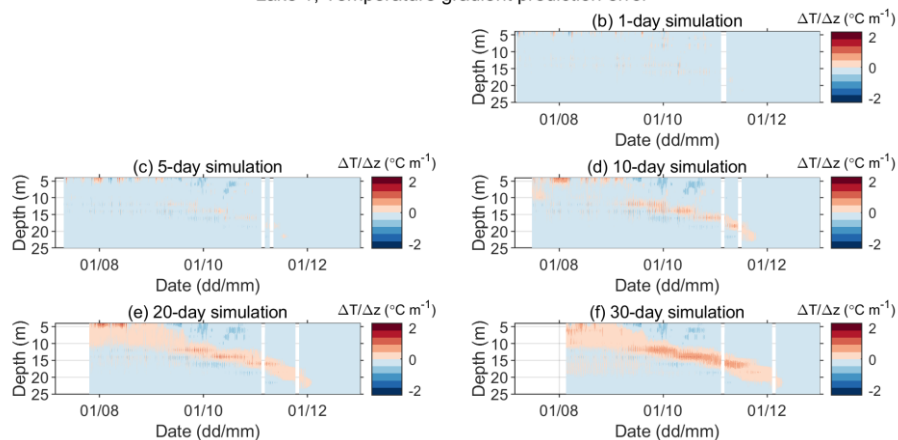 (b) 1-day simulation
ΔT/Δz (°C m⁻¹)
Depth (m)
5
10
15
20
25
2
0
-2
01/08 01/10 01/12
Date (dd/mm)
(c) 5-day simulation
ΔT/Δz (°C m⁻¹)
Depth (m)
5
10
15
20
25
2
0
-2
01/08 01/10 01/12
Date (dd/mm)
(d) 10-day simulation
ΔT/Δz (°C m⁻¹)
Depth (m)
5
10
15
20
25
2
0
-2
01/08 01/10 01/12
Date (dd/mm)
(e) 20-day simulation
ΔT/Δz (°C m⁻¹)
Depth (m)
5
10
15
20
25
2
0
-2
01/08 01/10 01/12
Date (dd/mm)
(f) 30-day simulation
ΔT/Δz (°C m⁻¹)
Depth (m)
5
10
15
20
25
2
0
-2
01/08 01/10 01/12
Date (dd/mm)